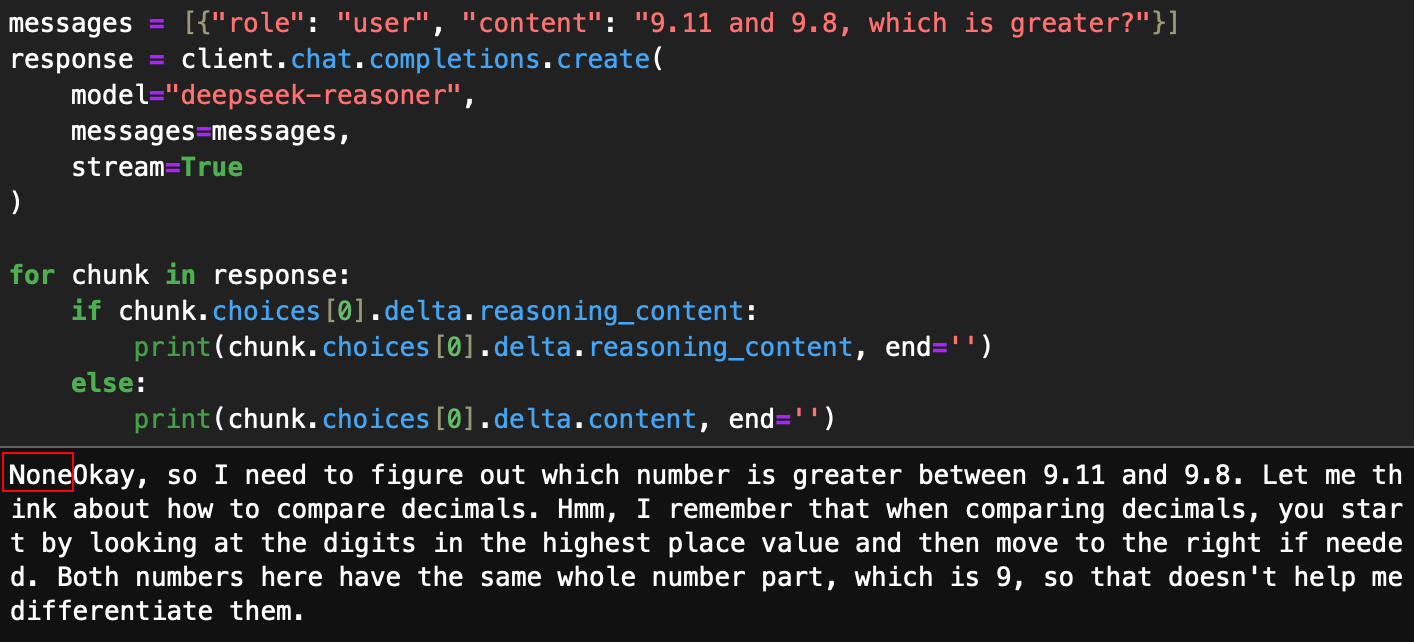 messages = [{"role": "user", "content": "9.11 and 9.8, which is greater?"}]
response = client.chat.completions.create(
    model="deepseek-reasoner",
    messages=messages,
    stream=True
)

for chunk in response:
    if chunk.choices[0].delta.reasoning_content:
        print(chunk.choices[0].delta.reasoning_content, end='')
    else:
        print(chunk.choices[0].delta.content, end='')
NoneOkay, so I need to figure out which number is greater between 9.11 and 9.8. Let me th
ink about how to compare decimals. Hmm, I remember that when comparing decimals, you star
t by looking at the digits in the highest place value and then move to the right if neede
d. Both numbers here have the same whole number part, which is 9, so that doesn't help me
differentiate them.